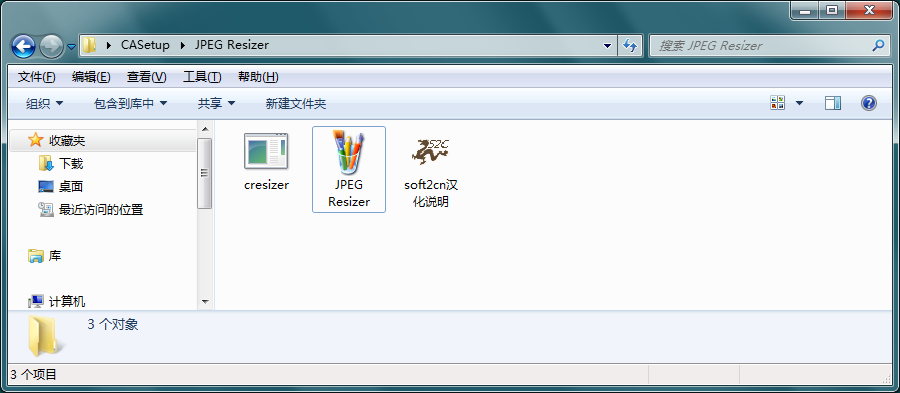 CASetup JPEG Resizer
搜索 JPEG Resizer
文件(F) 编辑(E) 查看(V) 工具(T) 帮助(H)
组织 包含到库中 共享 新建文件夹
收藏夹
下载
桌面
最近访问的位置
库
计算机
cresizer
JPEG
Resizer
52C
soft2cn汉
化说明
3 个对象
3 个项目